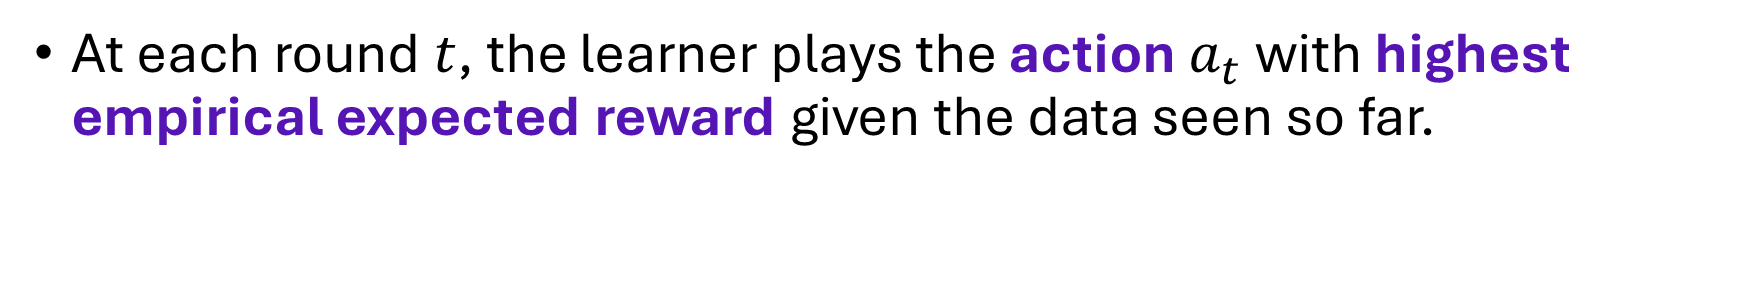 • At each round t, the learner plays the action aₜ with highest
empirical expected reward given the data seen so far.